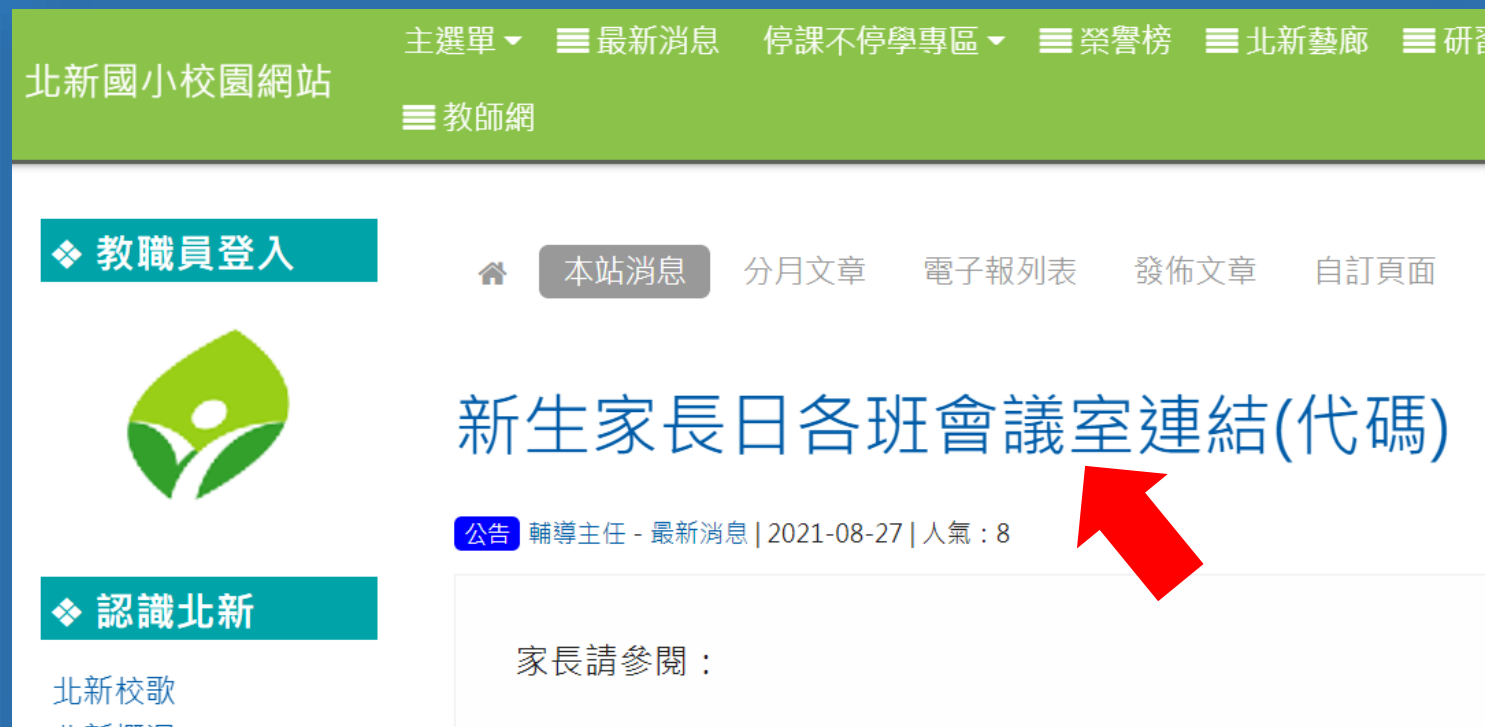 北新國小校園網站
主選單 最新消息 停課不停學專區 榮譽榜 北新藝廊 研習
教師網
教職員登入
本站消息 分月文章 電子報列表 發佈文章 自訂頁面
新生家長日各班會議室連結(代碼)
公告 輔導主任 - 最新消息 | 2021-08-27 | 人氣：8
認識北新
家長請參閱：
北新校歌